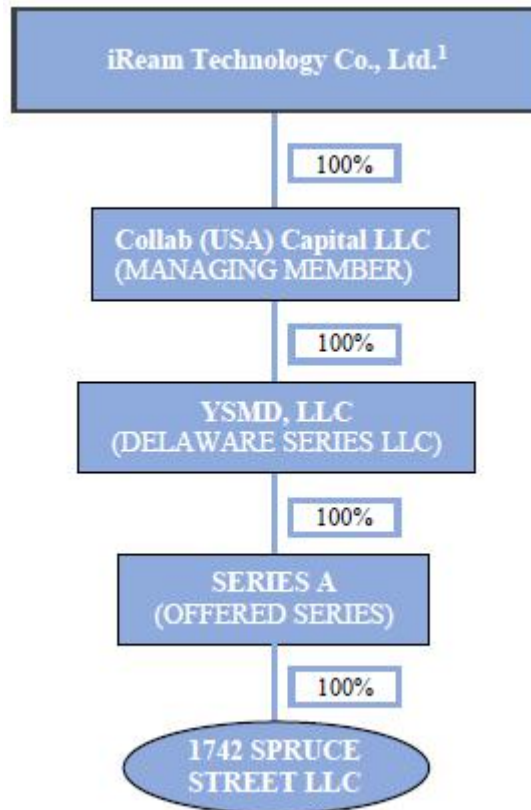 iReam Technology Co., Ltd.¹
100%
Collab (USA) Capital LLC
(MANAGING MEMBER)
100%
YSMD, LLC
(DELAWARE SERIES LLC)
100%
SERIES A
(OFFERED SERIES)
100%
1742 SPRUCE
STREET LLC